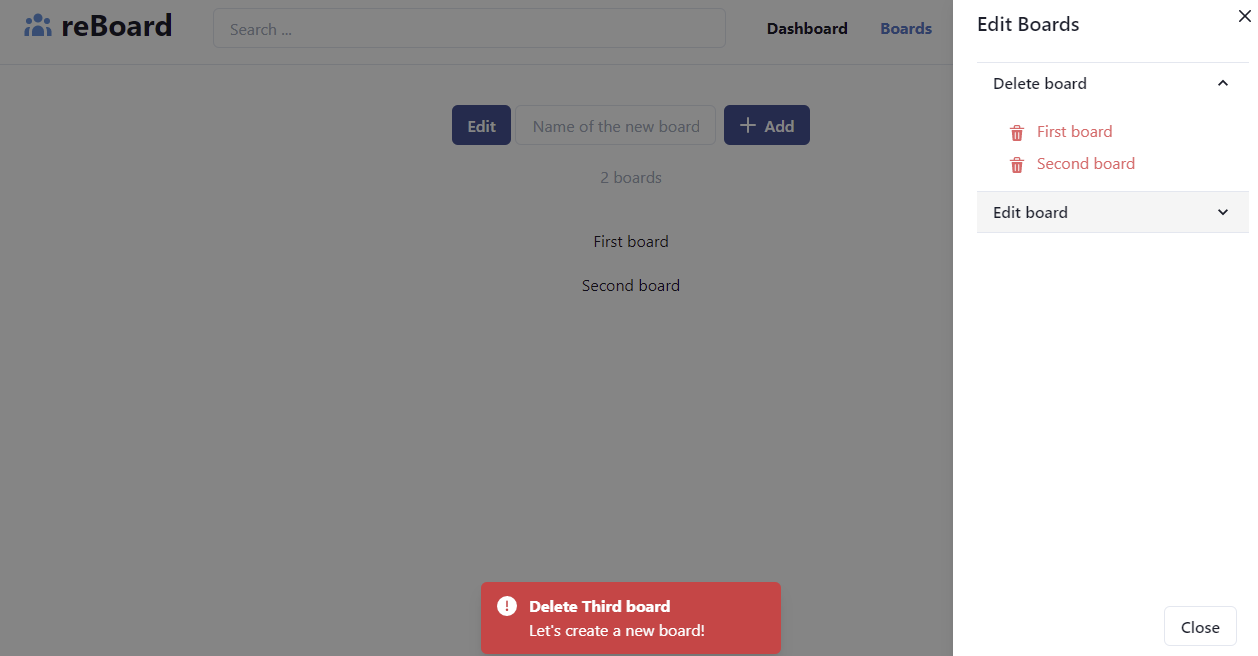 reBoard
Search ...
Dashboard
Boards
Edit
Name of the new board
Add
2 boards
First board
Second board
Edit Boards
Delete board
First board
Second board
Edit board
Delete Third board
Let's create a new board!
Close